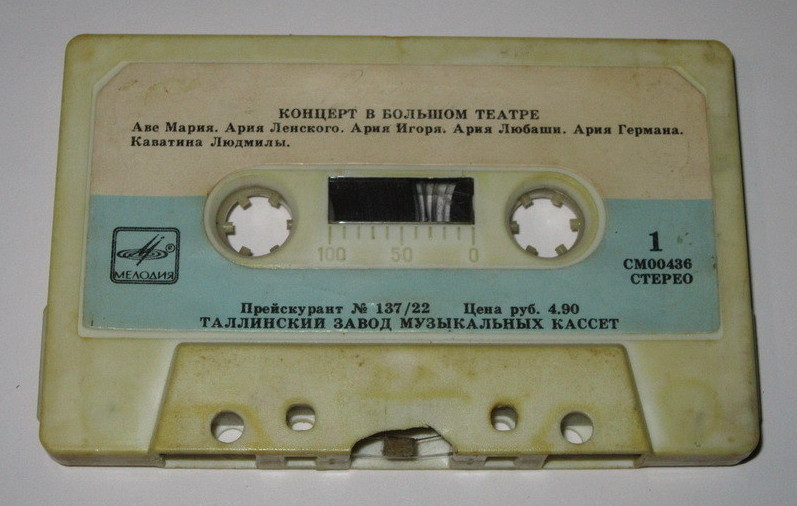 КОНЦЕРТ В БОЛЬШОМ ТЕАТРЕ
Аве Мария. Ария Ленского. Ария Игоря. Ария Любаши. Ария Германа.
Каватина Людмилы.
100 50 0
®
МЕЛОДИЯ
1
СМ00436
СТЕРЕО
Прейскурант № 137/22 Цена руб. 4.90
ТАЛЛИНСКИЙ ЗАВОД МУЗЫКАЛЬНЫХ КАССЕТ